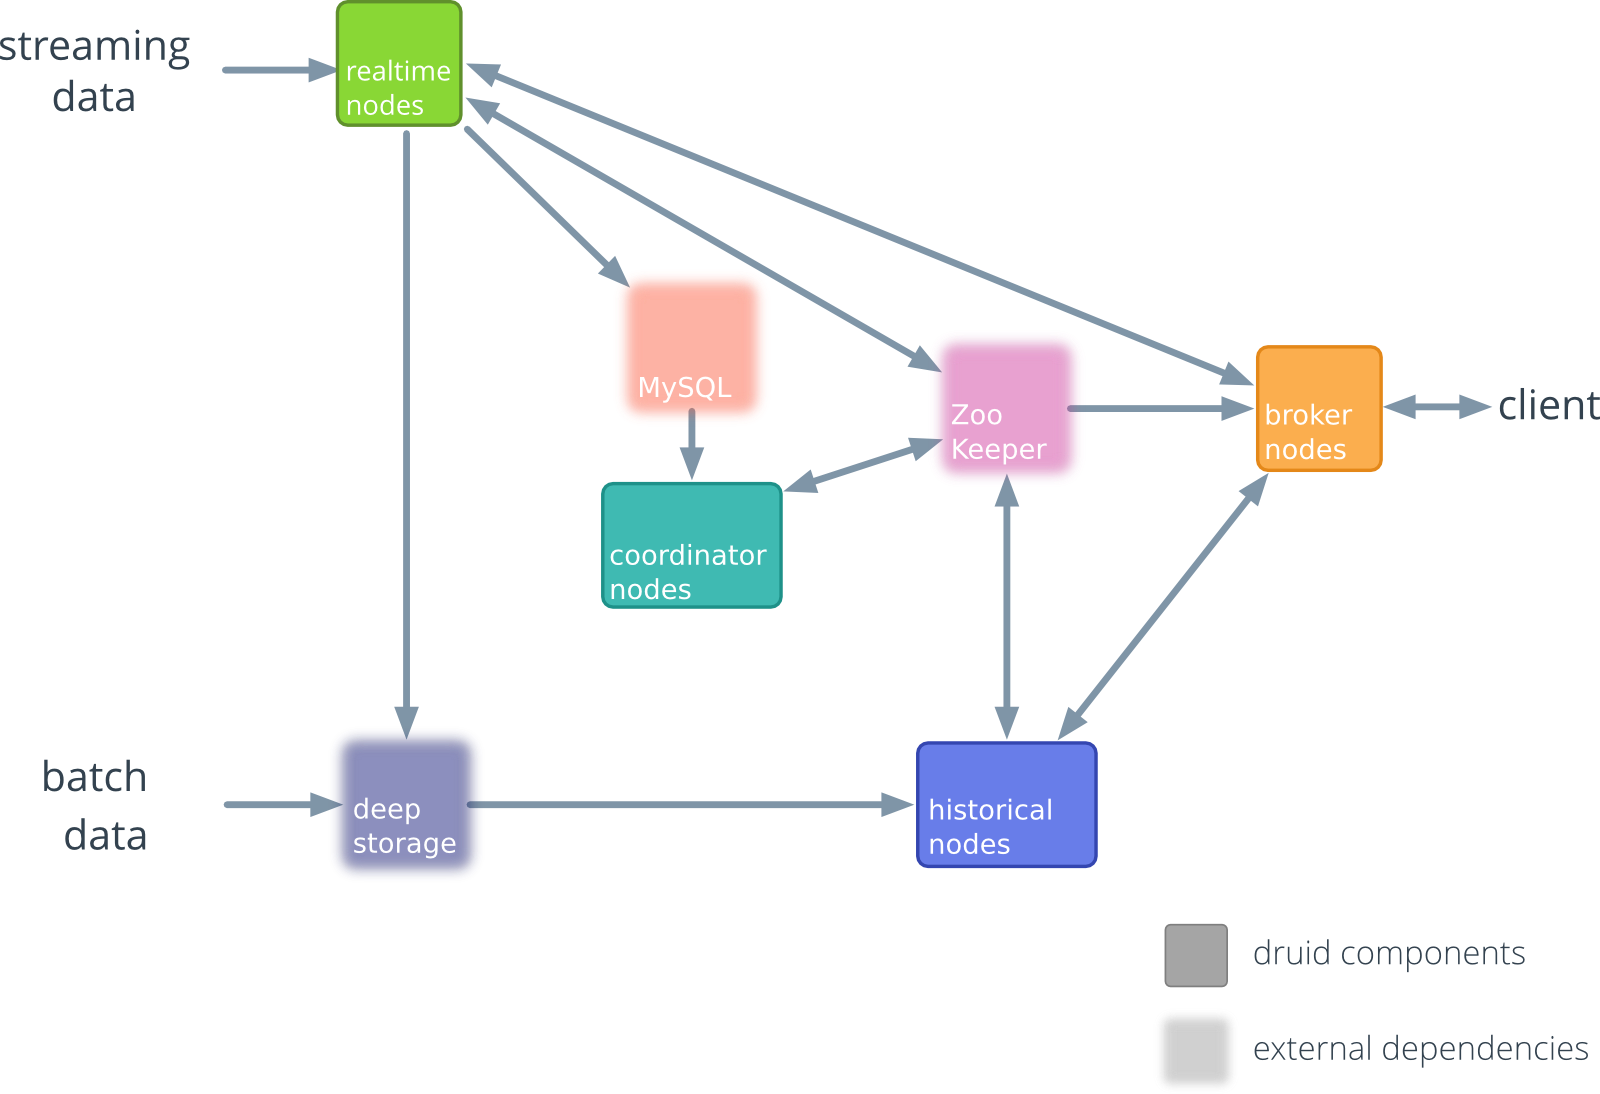 streaming
data
realtime
nodes
MySQL
Zoo
Keeper
broker
nodes
client
coordinator
nodes
batch
data
deep
storage
historical
nodes
druid components
external dependencies